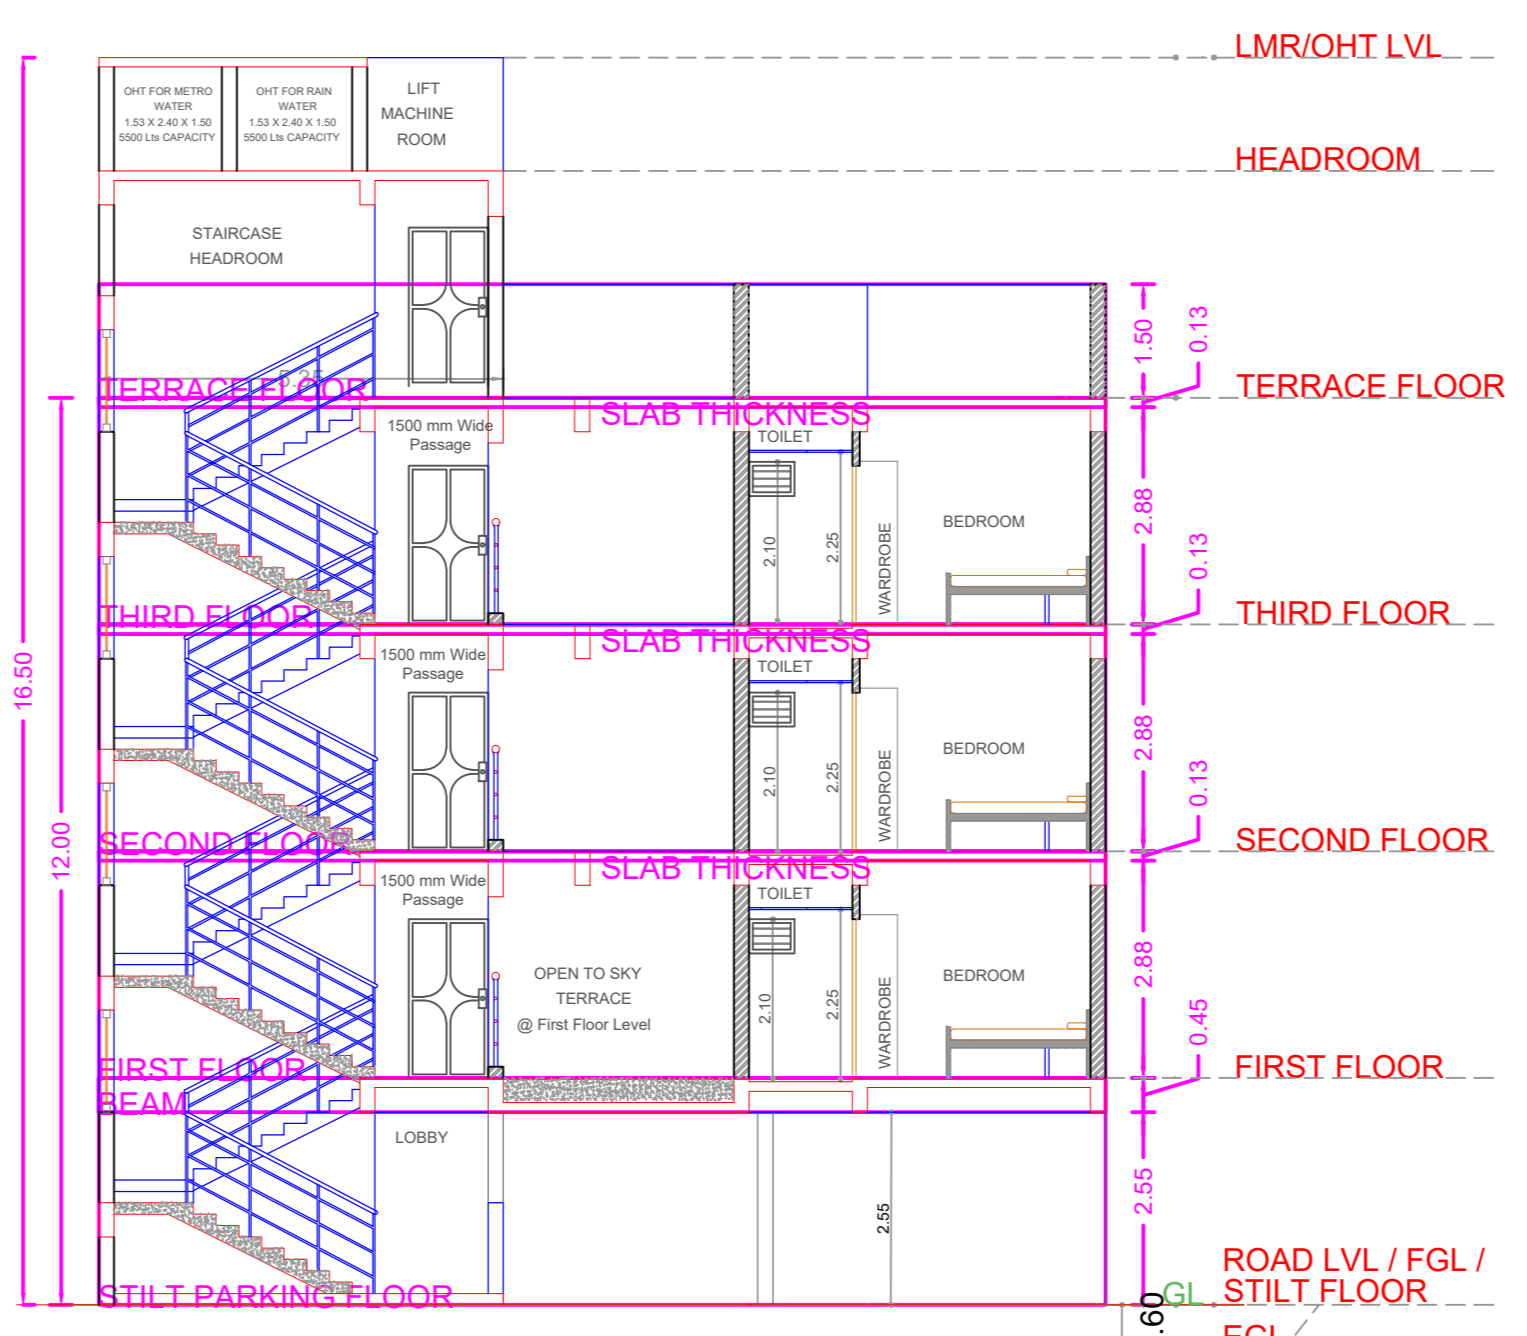 LMR/OHT LVL
OHT FOR METRO
WATER
1.53 X 2.40 X 1.50
5500 Lts CAPACITY
OHT FOR RAIN
WATER
1.53 X 2.40 X 1.50
5500 Lts CAPACITY
LIFT
MACHINE
ROOM
HEADROOM
STAIRCASE
HEADROOM
1.50
0.13
5.35
TERRACE FLOOR
TERRACE FLOOR
SLAB THICKNESS
1500 mm Wide
Passage
TOILET
2.10
2.25
WARDROBE
BEDROOM
2.88
0.13
THIRD FLOOR
THIRD FLOOR
SLAB THICKNESS
16.50
1500 mm Wide
Passage
TOILET
2.10
2.25
WARDROBE
BEDROOM
2.88
0.13
12.00
SECOND FLOOR
SECOND FLOOR
SLAB THICKNESS
1500 mm Wide
Passage
TOILET
OPEN TO SKY
TERRACE
@ First Floor Level
2.10
2.25
WARDROBE
BEDROOM
2.88
0.45
FIRST FLOOR
FIRST FLOOR
BEAM
LOBBY
2.55
2.55
STILT PARKING FLOOR
ROAD LVL / FGL /
STILT FLOOR
GL
.60